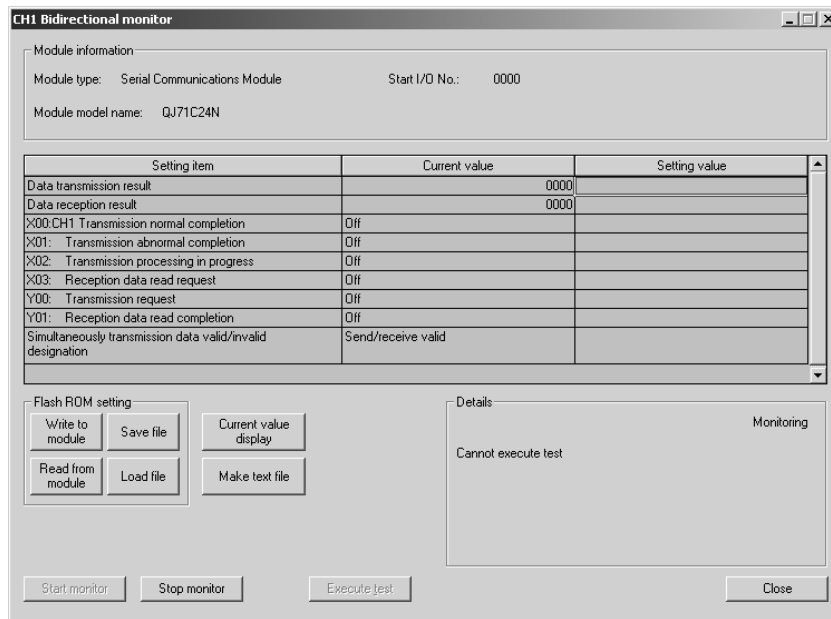 CH1 Bidirectional monitor
Module information
Module type: Serial Communications Module Start I/O No.: 0000
Module model name: QJ71C24N
Setting item Current value Setting value
Data transmission result 0000
Data reception result 0000
X00:CH1 Transmission normal completion Off
X01: Transmission abnormal completion Off
X02: Transmission processing in progress Off
X03: Reception data read request Off
Y00: Transmission request Off
Y01: Reception data read completion Off
Simultaneously transmission data valid/invalid Send/receive valid
designation
Flash ROM setting
Write to
module
Save file
Current value
display
Read from
module
Load file
Make text file
Details
Monitoring
Cannot execute test
Start monitor Stop monitor Execute test Close